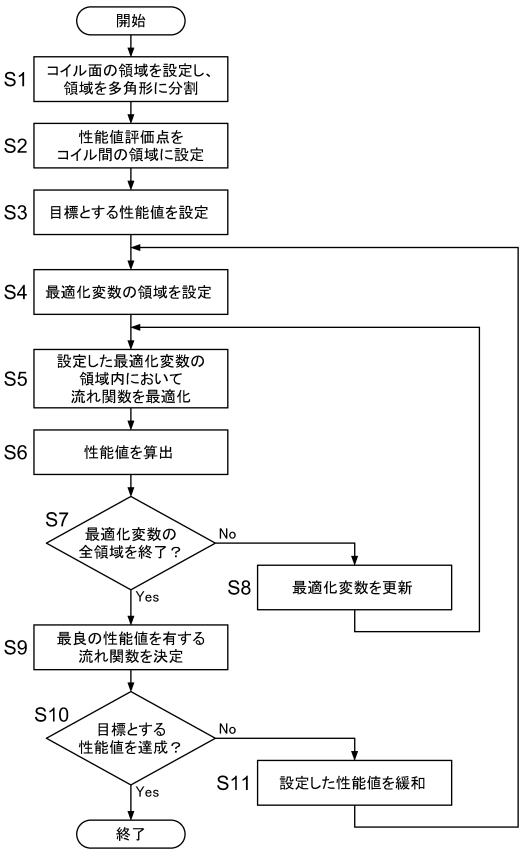 開始
S1
コイル面の領域を設定し、
領域を多角形に分割
S2
性能値評価点を
コイル間の領域に設定
S3
目標とする性能値を設定
S4
最適化変数の領域を設定
S5
設定した最適化変数の
領域内において
流れ関数を最適化
S6
性能値を算出
S7
最適化変数の
全領域を終了？
No
Yes
S8
最適化変数を更新
S9
最良の性能値を有する
流れ関数を決定
S10
目標とする
性能値を達成？
No
Yes
S11
設定した性能値を緩和
終了